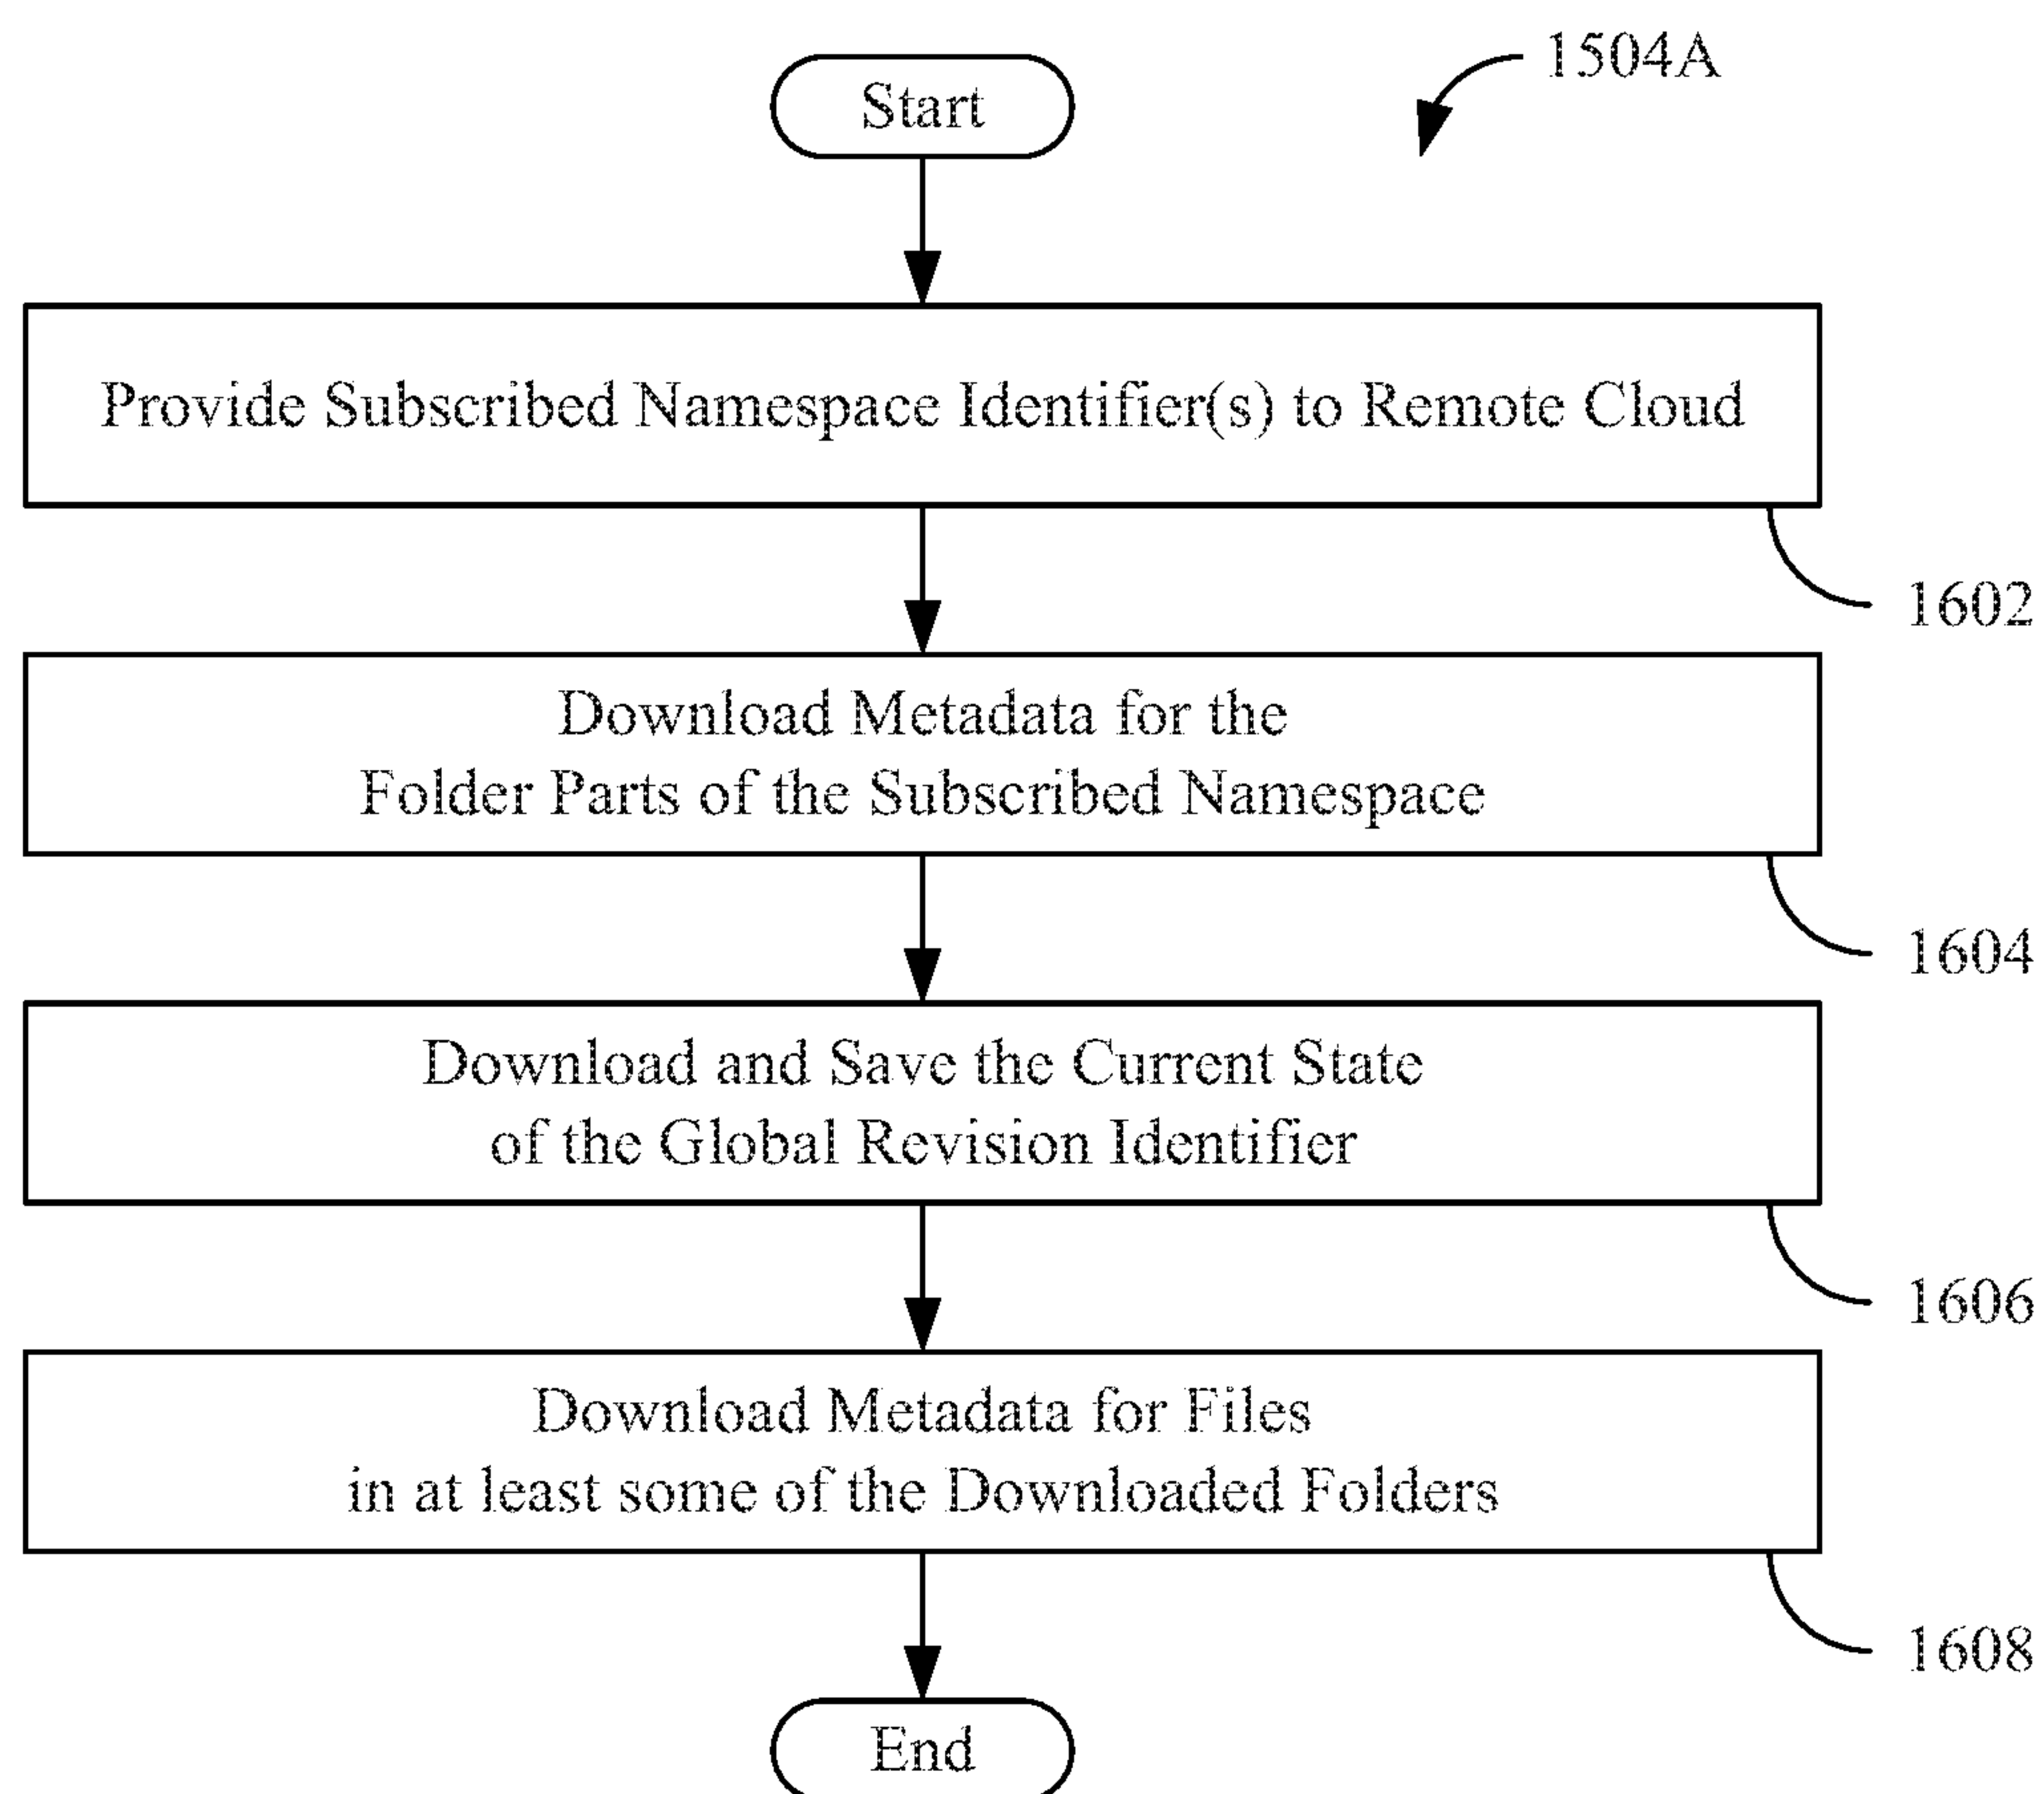 1504A
Start
Provide Subscribed Namespace Identifier(s) to Remote Cloud
1602
Download Metadata for the
Folder Parts of the Subscribed Namespace
1604
Download and Save the Current State
of the Global Revision Identifier
1606
Download Metadata for Files
in at least some of the Downloaded Folders
1608
End